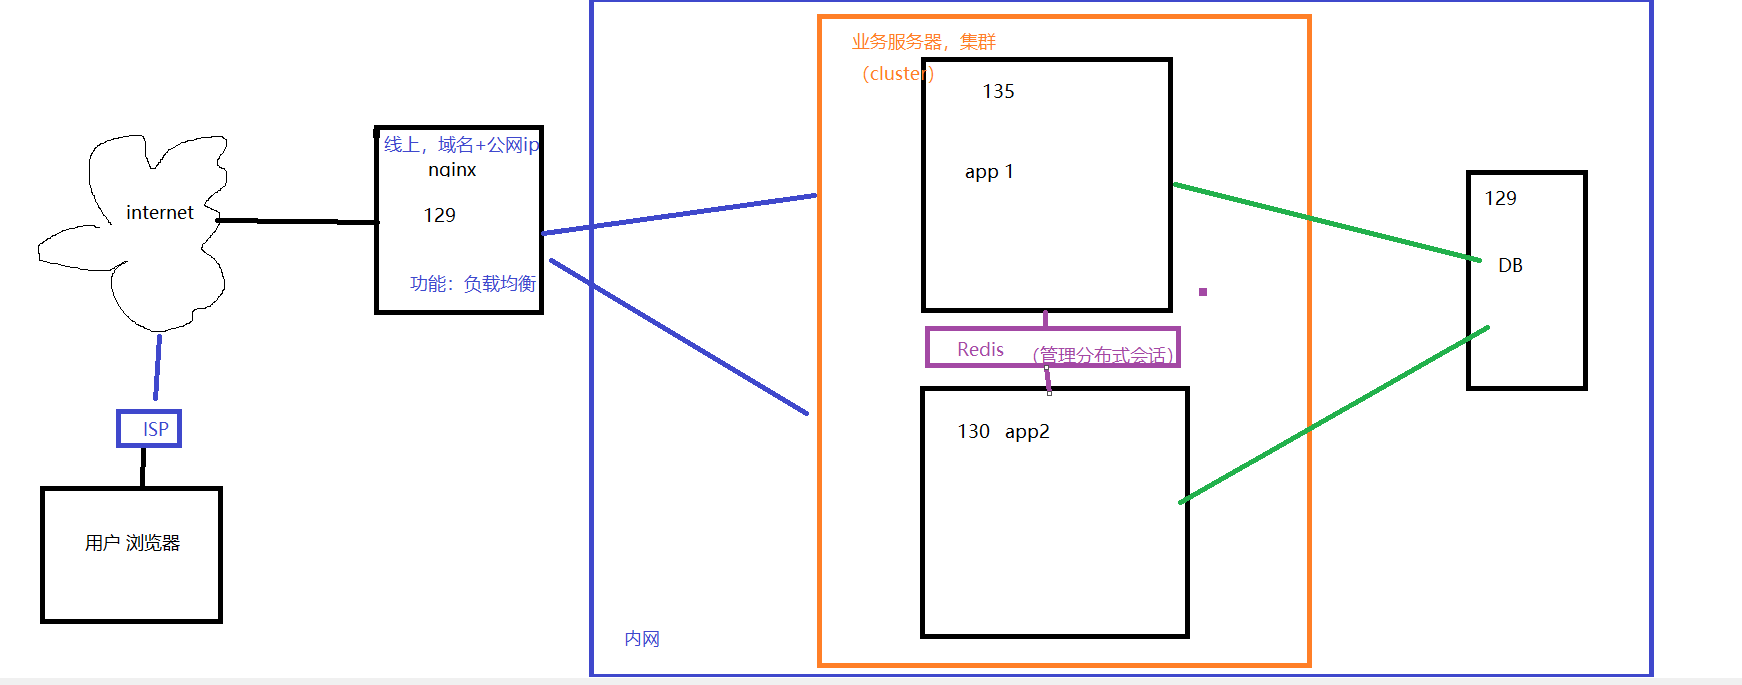 internet
ISP
用户 浏览器
线上，域名+公网ip
nginx
129
功能：负载均衡
业务服务器，集群
（cluster）
135
app 1
Redis （管理分布式会话）
130 app2
129
DB
内网